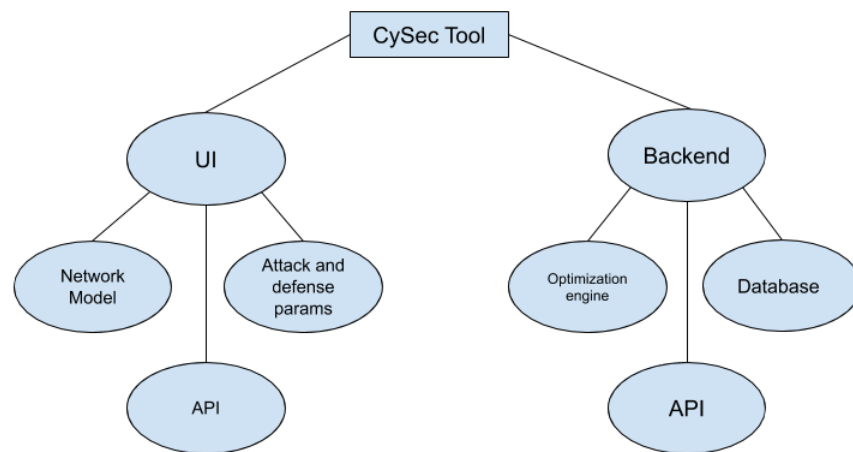 CySec Tool
UI
Backend
Network
Model
Attack and
defense
params
Optimization
engine
Database
API
API